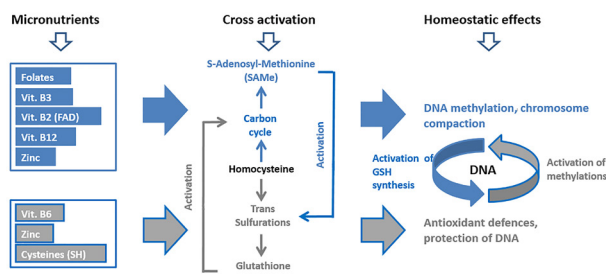 Micronutrients
Cross activation
Homeostatic effects
Folates
Vit. B3
Vit. B2 (FAD)
Vit. B12
Zinc
S-Adenosyl-Methionine
(SAMe)
Carbon
cycle
Homocysteine
Trans
Sulfurations
Glutathione
Activation
Activation
DNA methylation, chromosome
compaction
Activation of
GSH
synthesis
DNA
Activation of
methylations
Vit. B6
Zinc
Cysteines (SH)
Antioxidant defences,
protection of DNA